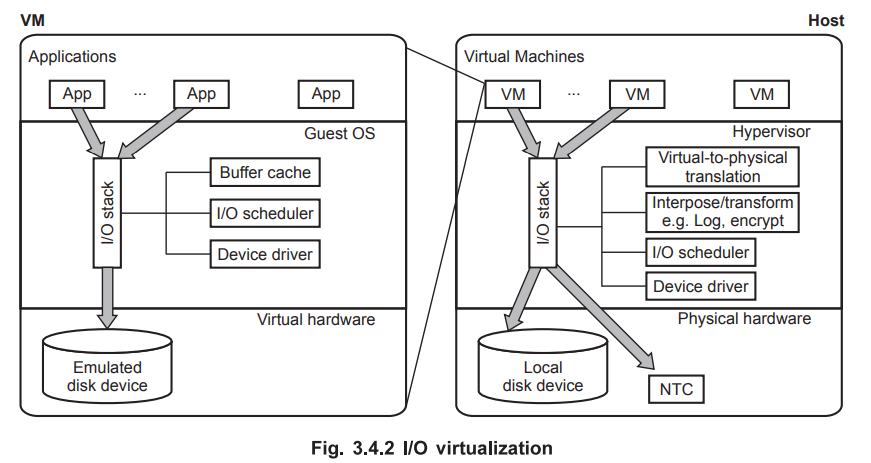 VM
Host
Applications
App
...
App
App
Guest OS
I/O stack
Buffer cache
I/O scheduler
Device driver
Virtual hardware
Emulated
disk device
Virtual Machines
VM
...
VM
VM
Hypervisor
I/O stack
Virtual-to-physical
translation
Interpose/transform
e.g. Log, encrypt
I/O scheduler
Device driver
Physical hardware
Local
disk device
NTC
Fig. 3.4.2 I/O virtualization